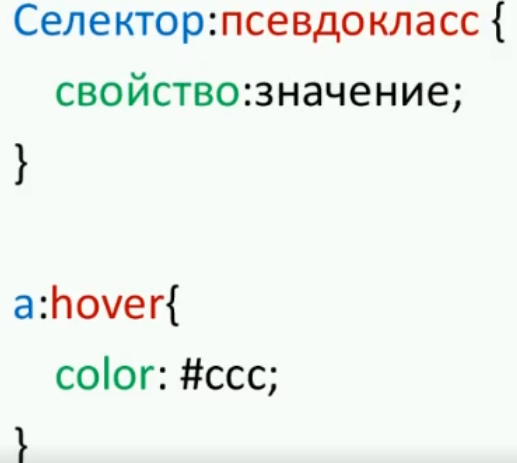 Селектор:псевдокласс {
свойство:значение;
}
a:hover{
color: #ccc;
}